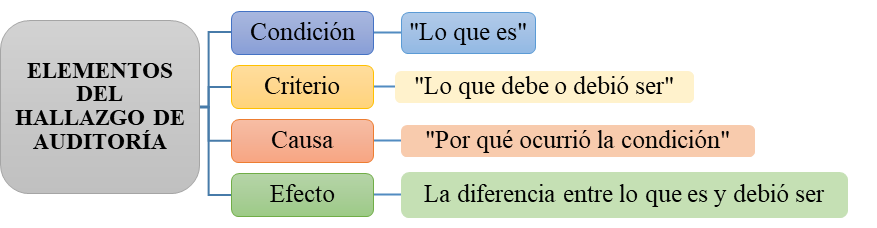 ELEMENTOS
DEL
HALLAZGO DE
AUDITORÍA
Condición
"Lo que es"
Criterio
"Lo que debe o debió ser"
Causa
"Por qué ocurrió la condición"
Efecto
La diferencia entre lo que es y debió ser